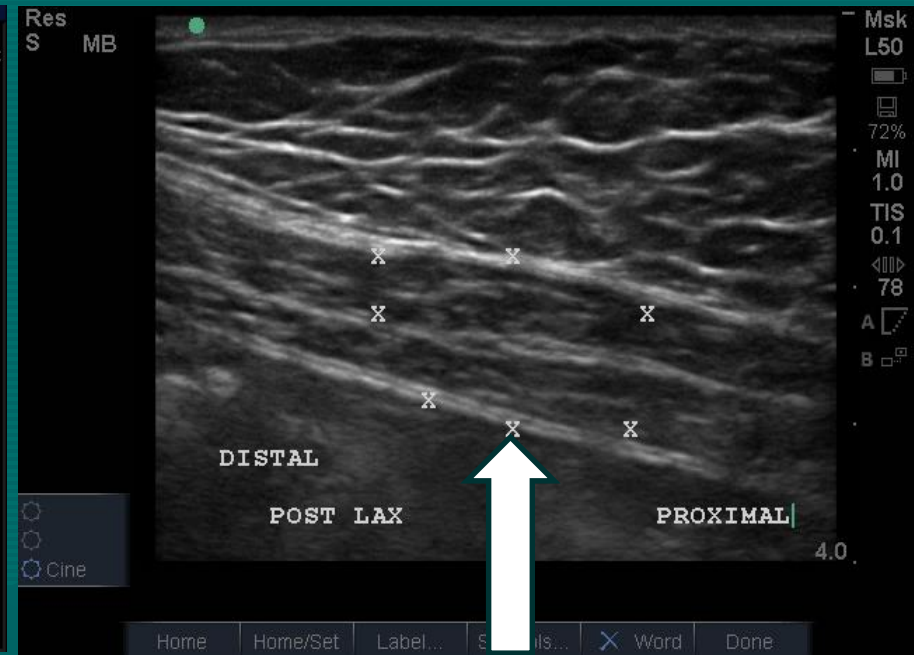 Res
S MB
Msk
L50
72%
MI
1.0
TIS
0.1
78
A
B
X X
X X
X
X X
DISTAL
POST LAX PROXIMAL
4.0
Cine
Home Home/Set Label... X Word Done